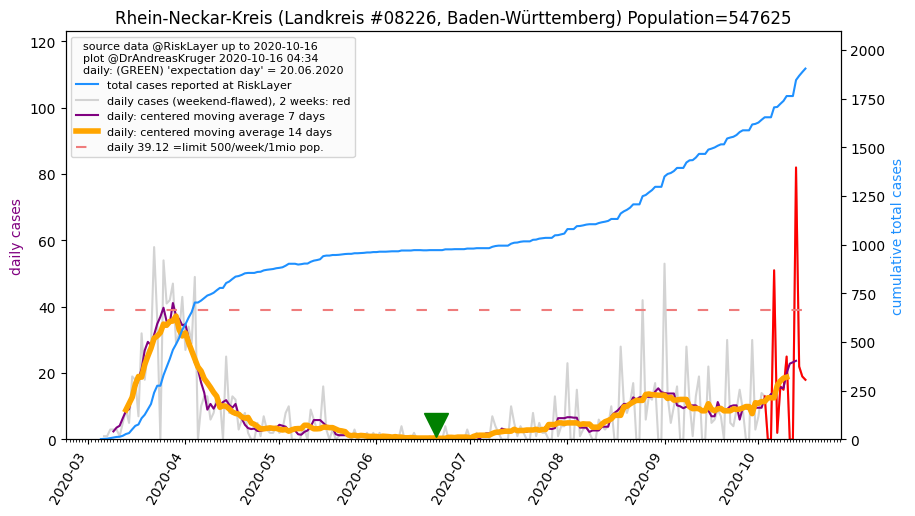 Rhein-Neckar-Kreis (Landkreis #08226, Baden-Württemberg) Population=547625
source data @RiskLayer up to 2020-10-16
plot @DrAndreasKruger 2020-10-16 04:34
daily: (GREEN) 'expectation day' = 20.06.2020
total cases reported at RiskLayer
daily cases (weekend-flawed), 2 weeks: red
daily: centered moving average 7 days
daily: centered moving average 14 days
daily 39.12 =limit 500/week/1mio pop.
daily cases
120
100
80
60
40
20
0
2000
1750
1500
1250
1000
750
500
250
0
cumulative total cases
2020-03
2020-04
2020-05
2020-06
2020-07
2020-08
2020-09
2020-10